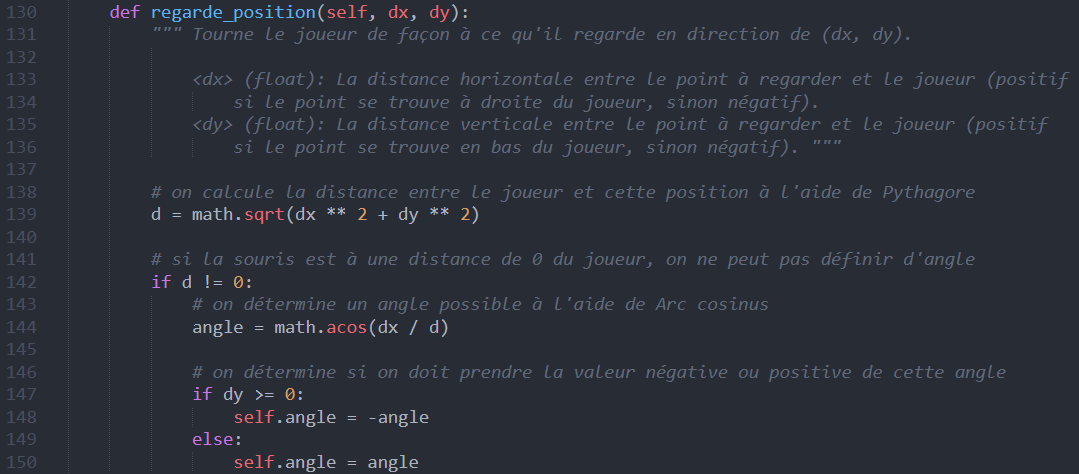 130 def regarde_position(self, dx, dy):
131 """ Tourne le joueur de façon à ce qu'il regarde en direction de (dx, dy).
132
133 <dx> (float): La distance horizontale entre le point à regarder et le joueur (positif
134 si le point se trouve à droite du joueur, sinon négatif).
135 <dy> (float): La distance verticale entre le point à regarder et le joueur (positif
136 si le point se trouve en bas du joueur, sinon négatif). """
137
138 # on calcule la distance entre le joueur et cette position à l'aide de Pythagore
139 d = math.sqrt(dx ** 2 + dy ** 2)
140
141 # si la souris est à une distance de 0 du joueur, on ne peut pas définir d'angle
142 if d != 0:
143 # on détermine un angle possible à l'aide de Arc cosinus
144 angle = math.acos(dx / d)
145
146 # on détermine si on doit prendre la valeur négative ou positive de cette angle
147 if dy >= 0:
148 self.angle = -angle
149 else:
150 self.angle = angle